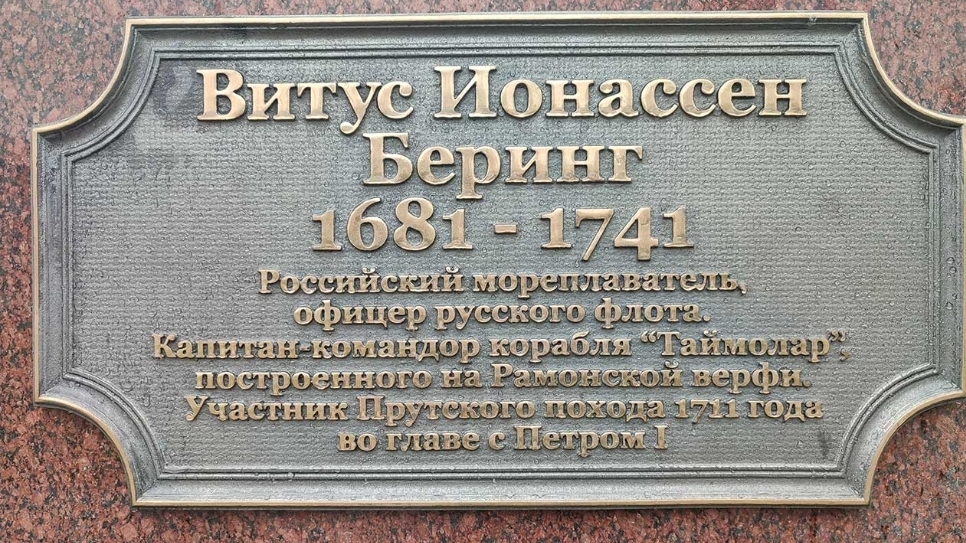 Витус Ионассен
Беринг
1681 - 1741
Российский мореплаватель,
офицер русского флота.
Капитан-командор корабля “Таймолар”,
построенного на Рамонской верфи.
Участник Прутского похода 1711 года
во главе с Петром I